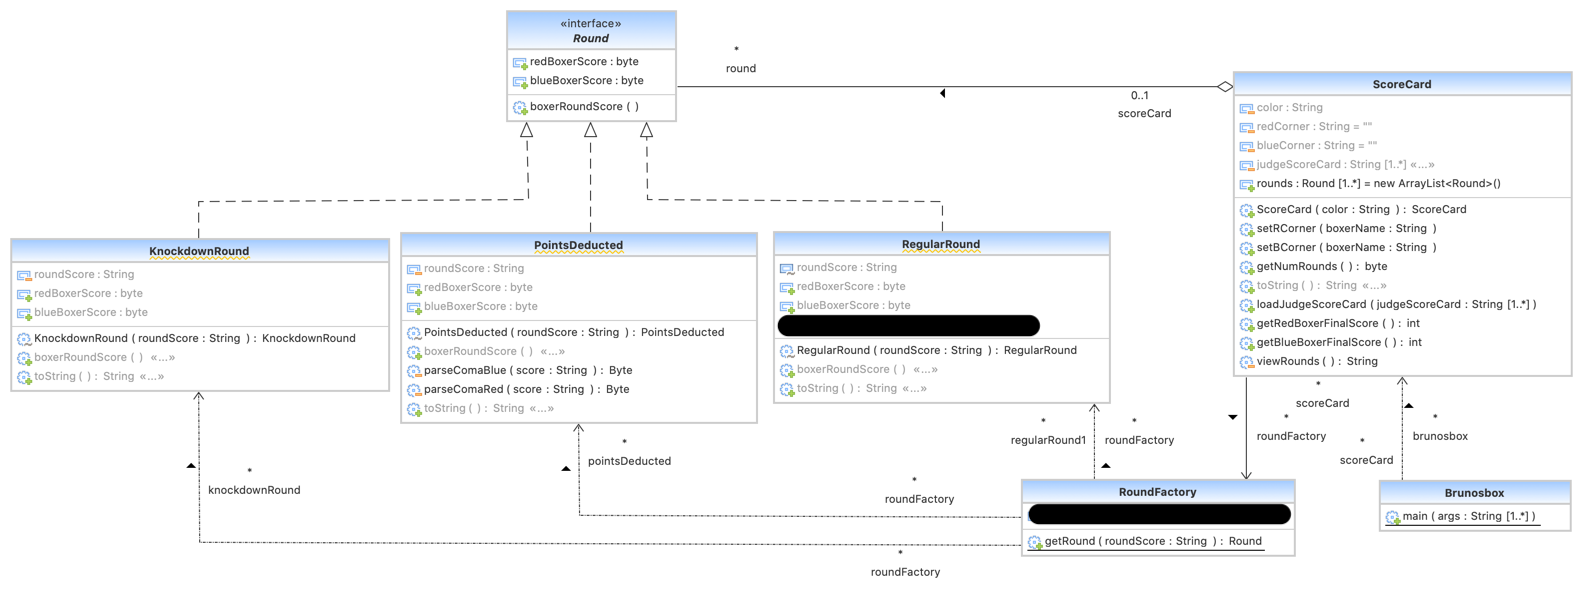 «interface»
Round
redBoxerScore : byte
blueBoxerScore : byte
boxerRoundScore ( )
*
round
0..1
scoreCard
ScoreCard
color : String
redCorner : String = ""
blueCorner : String = ""
judgeScoreCard : String [1..*] «...»
rounds : Round [1..*] = new ArrayList<Round>()
ScoreCard ( color : String ) : ScoreCard
setRCorner ( boxerName : String )
setBCorner ( boxerName : String )
getNumRounds ( ) : byte
toString ( ) : String «...»
loadJudgeScoreCard ( judgeScoreCard : String [1..*] )
getRedBoxerFinalScore ( ) : int
getBlueBoxerFinalScore ( ) : int
viewRounds ( ) : String
KnockdownRound
roundScore : String
redBoxerScore : byte
blueBoxerScore : byte
KnockdownRound ( roundScore : String ) : KnockdownRound
boxerRoundScore ( ) «...»
toString ( ) : String «...»
PointsDeducted
roundScore : String
redBoxerScore : byte
blueBoxerScore : byte
PointsDeducted ( roundScore : String ) : PointsDeducted
boxerRoundScore ( ) «...»
parseComaBlue ( score : String ) : Byte
parseComaRed ( score : String ) : Byte
toString ( ) : String «...»
RegularRound
roundScore : String
redBoxerScore : byte
blueBoxerScore : byte
RegularRound ( roundScore : String ) : RegularRound
boxerRoundScore ( ) «...»
toString ( ) : String «...»
*
scoreCard
*
roundFactory
*
brunosbox
*
scoreCard
*
regularRound1
*
roundFactory
*
pointsDeducted
*
knockdownRound
*
roundFactory
RoundFactory
getRound ( roundScore : String ) : Round
Brunosbox
main ( args : String [1..*] )
*
roundFactory